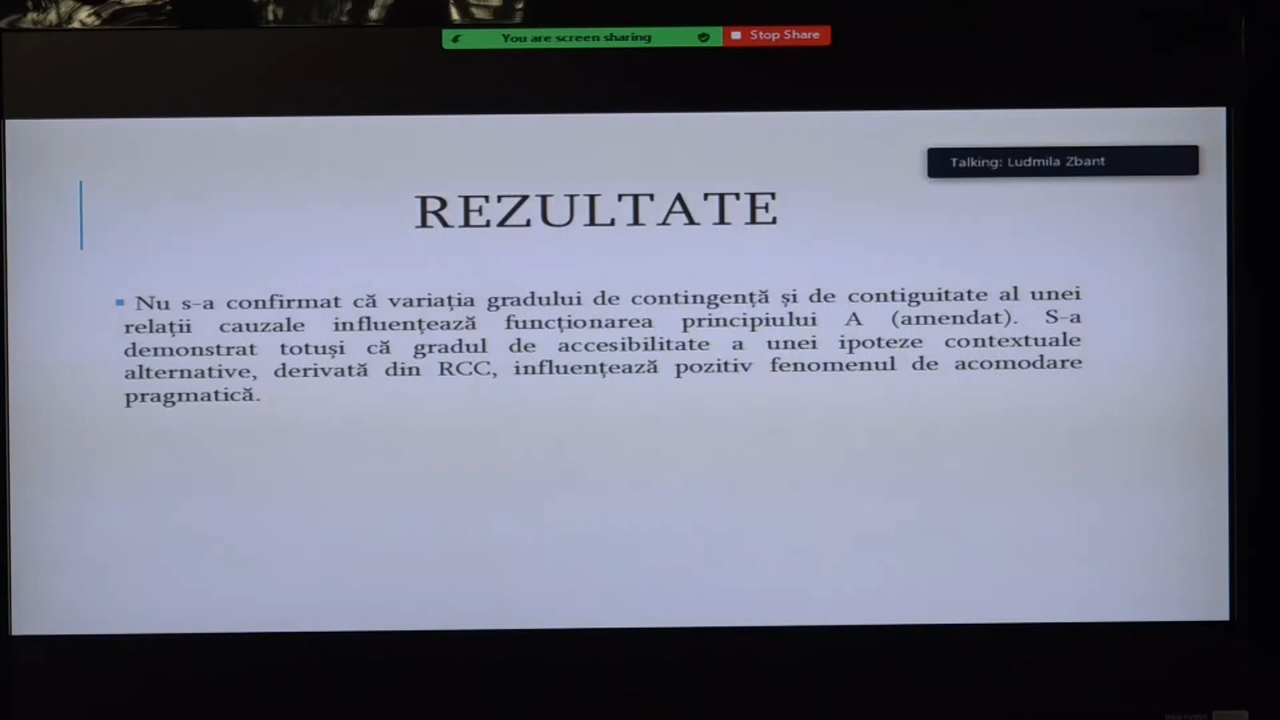 You are screen sharing
Stop Share
Talking: Ludmila Zbant
REZULTATE
Nu s-a confirmat că variația gradului de contingență și de contiguitate al unei
relații cauzale influențează funcționarea principiului A (amendat). S-a
demonstrat totuși că gradul de accesibilitate a unei ipoteze contextuale
alternative, derivată din RCC, influențează pozitiv fenomenul de acomodare
pragmatică.